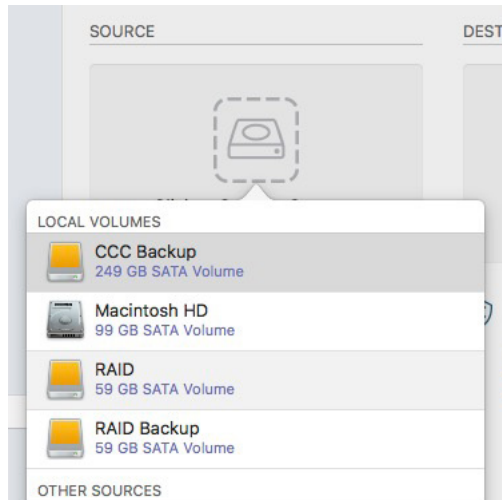 SOURCE
DEST
LOCAL VOLUMES
CCC Backup
249 GB SATA Volume
Macintosh HD
99 GB SATA Volume
RAID
59 GB SATA Volume
RAID Backup
59 GB SATA Volume
OTHER SOURCES